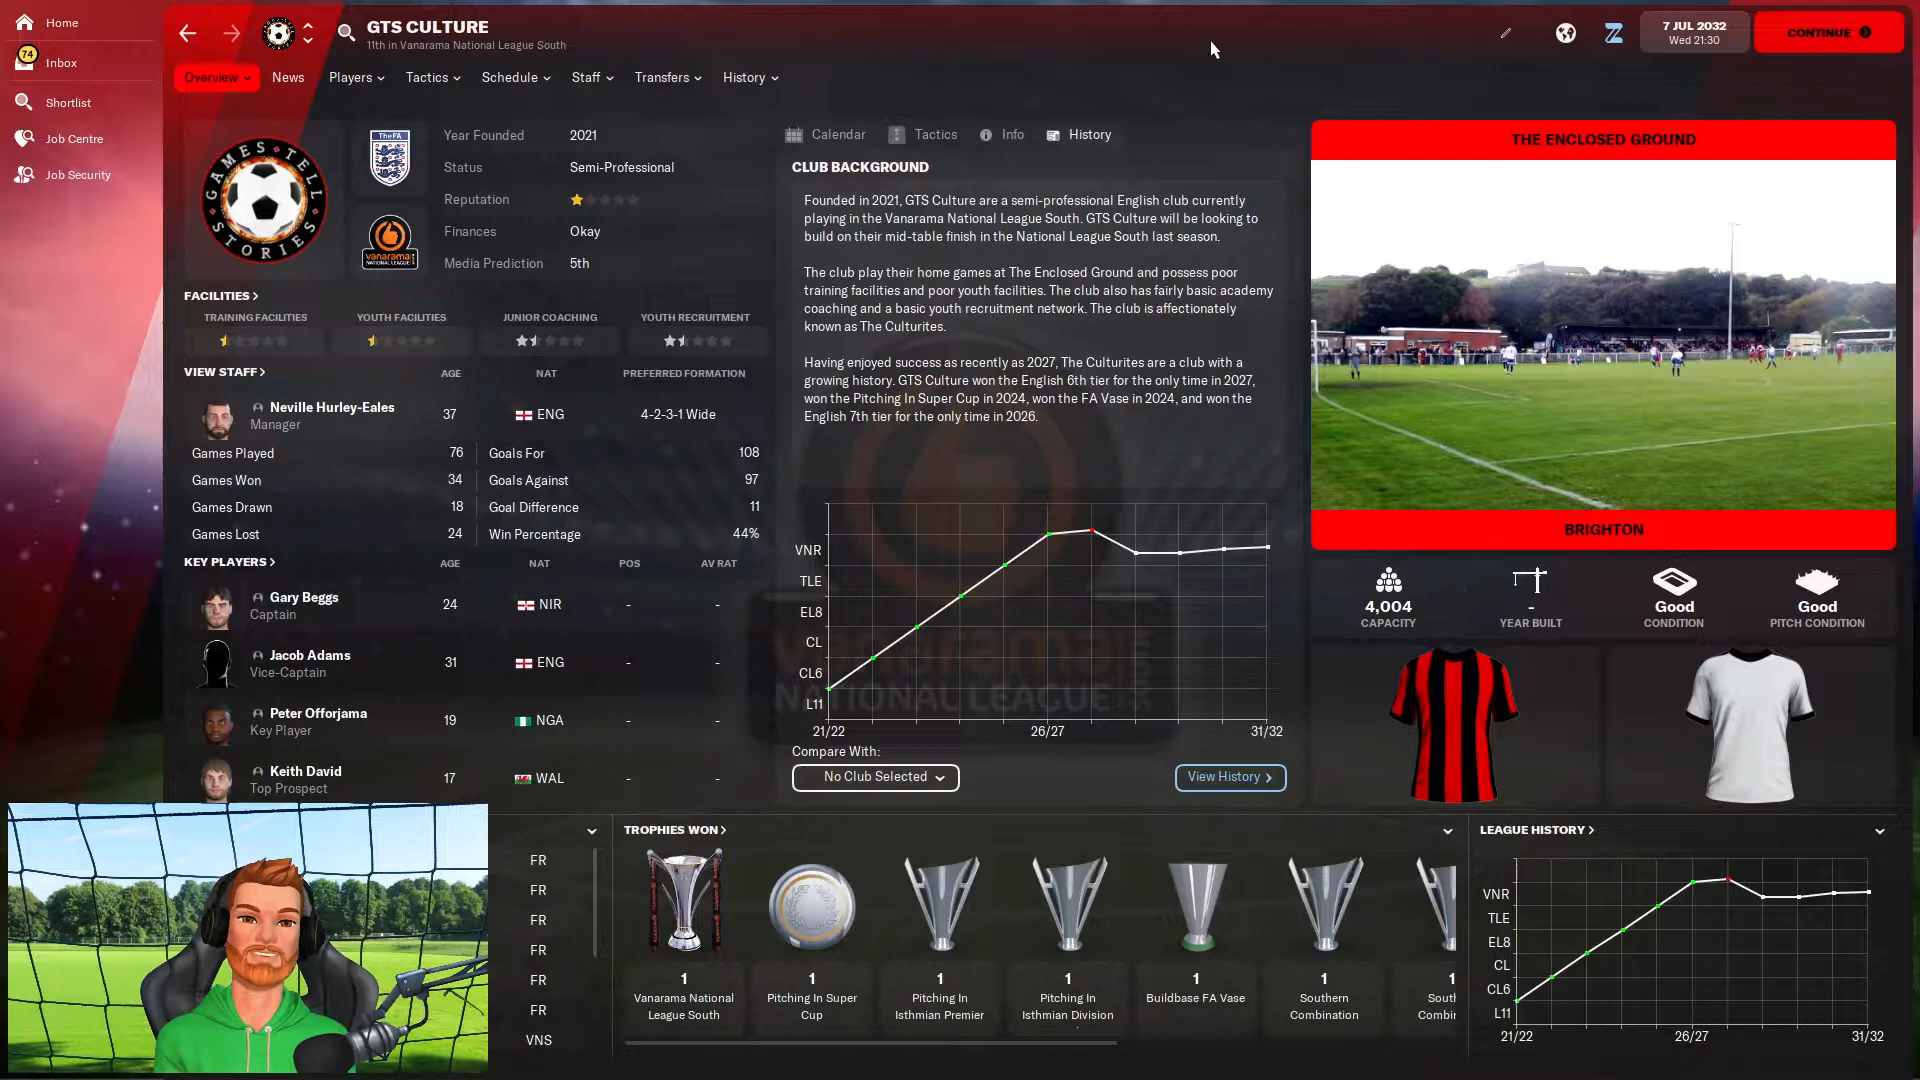 Home
74
Inbox
Shortlist
Job Centre
Job Security
GTS CULTURE
11th in Vanarama National League South
7 JUL 2032
Wed 21:30
CONTINUE
Overview
News
Players
Tactics
Schedule
Staff
Transfers
History
GAMES TELL STORIES
The FA
vanarama
NATIONAL LEAGUE
Year Founded 2021
Status Semi-Professional
Reputation
Finances Okay
Media Prediction 5th
FACILITIES
TRAINING FACILITIES
YOUTH FACILITIES
JUNIOR COACHING
YOUTH RECRUITMENT
VIEW STAFF AGE NAT PREFERRED FORMATION
Neville Hurley-Eales 37 ENG 4-2-3-1 Wide
Manager
Games Played 76 Goals For 108
Games Won 34 Goals Against 97
Games Drawn 18 Goal Difference 11
Games Lost 24 Win Percentage 44%
KEY PLAYERS AGE NAT POS AV RAT
Gary Beggs 24 NIR - -
Captain
Jacob Adams 31 ENG - -
Vice-Captain
Peter Offorjama 19 NGA - -
Key Player
Keith David 17 WAL - -
Top Prospect
Calendar
Tactics
Info
History
CLUB BACKGROUND
Founded in 2021, GTS Culture are a semi-professional English club currently
playing in the Vanarama National League South. GTS Culture will be looking to
build on their mid-table finish in the National League South last season.
The club play their home games at The Enclosed Ground and possess poor
training facilities and poor youth facilities. The club also has fairly basic academy
coaching and a basic youth recruitment network. The club is affectionately
known as The Culturites.
Having enjoyed success as recently as 2027, The Culturites are a club with a
growing history. GTS Culture won the English 6th tier for the only time in 2027,
won the Pitching In Super Cup in 2024, won the FA Vase in 2024, and won the
English 7th tier for the only time in 2026.
VNR
TLE
EL8
CL
CL6
L11
21/22 26/27 31/32
vanarama
NATIONAL LEAGUE
Compare With:
No Club Selected
View History
THE ENCLOSED GROUND
BRIGHTON
4,004
CAPACITY
-
YEAR BUILT
Good
CONDITION
Good
PITCH CONDITION
FR
FR
FR
FR
FR
FR
VNS
TROPHIES WON
1
Vanarama National
League South
1
Pitching In Super
Cup
1
Pitching In
Isthmian Premier
1
Pitching In
Isthmian Division
1
Buildbase FA Vase
1
Southern
Combination
1
South
Combin
LEAGUE HISTORY
VNR
TLE
EL8
CL
CL6
L11
21/22 26/27 31/32